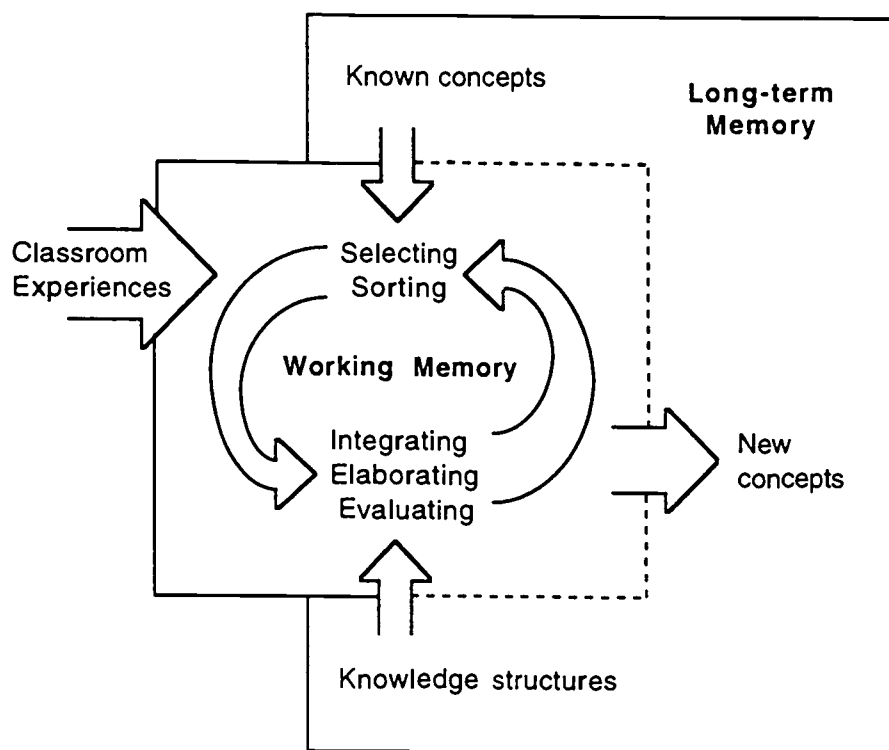 Known concepts
Long-term
Memory
Classroom
Experiences
Selecting
Sorting
Working Memory
Integrating
Elaborating
Evaluating
New
concepts
Knowledge structures